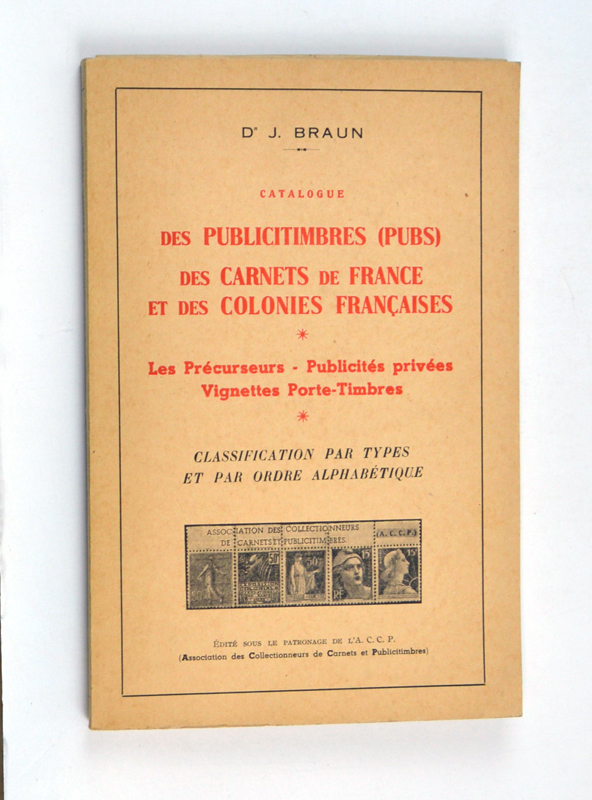 Dr J. BRAUN
CATALOGUE
DES PUBLICITIMBRES (PUBS)
DES CARNETS DE FRANCE
ET DES COLONIES FRANÇAISES
Les Précurseurs - Publicités privées
Vignettes Porte-Timbres
CLASSIFICATION PAR TYPES
ET PAR ORDRE ALPHABÉTIQUE
ASSOCIATION DES COLLECTIONNEURS
DE CARNETS ET PUBLICITIMBRES
(A.C.C.P.)
15
15
ÉDITÉ SOUS LE PATRONAGE DE L'A. C. C. P.
(Association des Collectionneurs de Carnets et Publicitimbres)